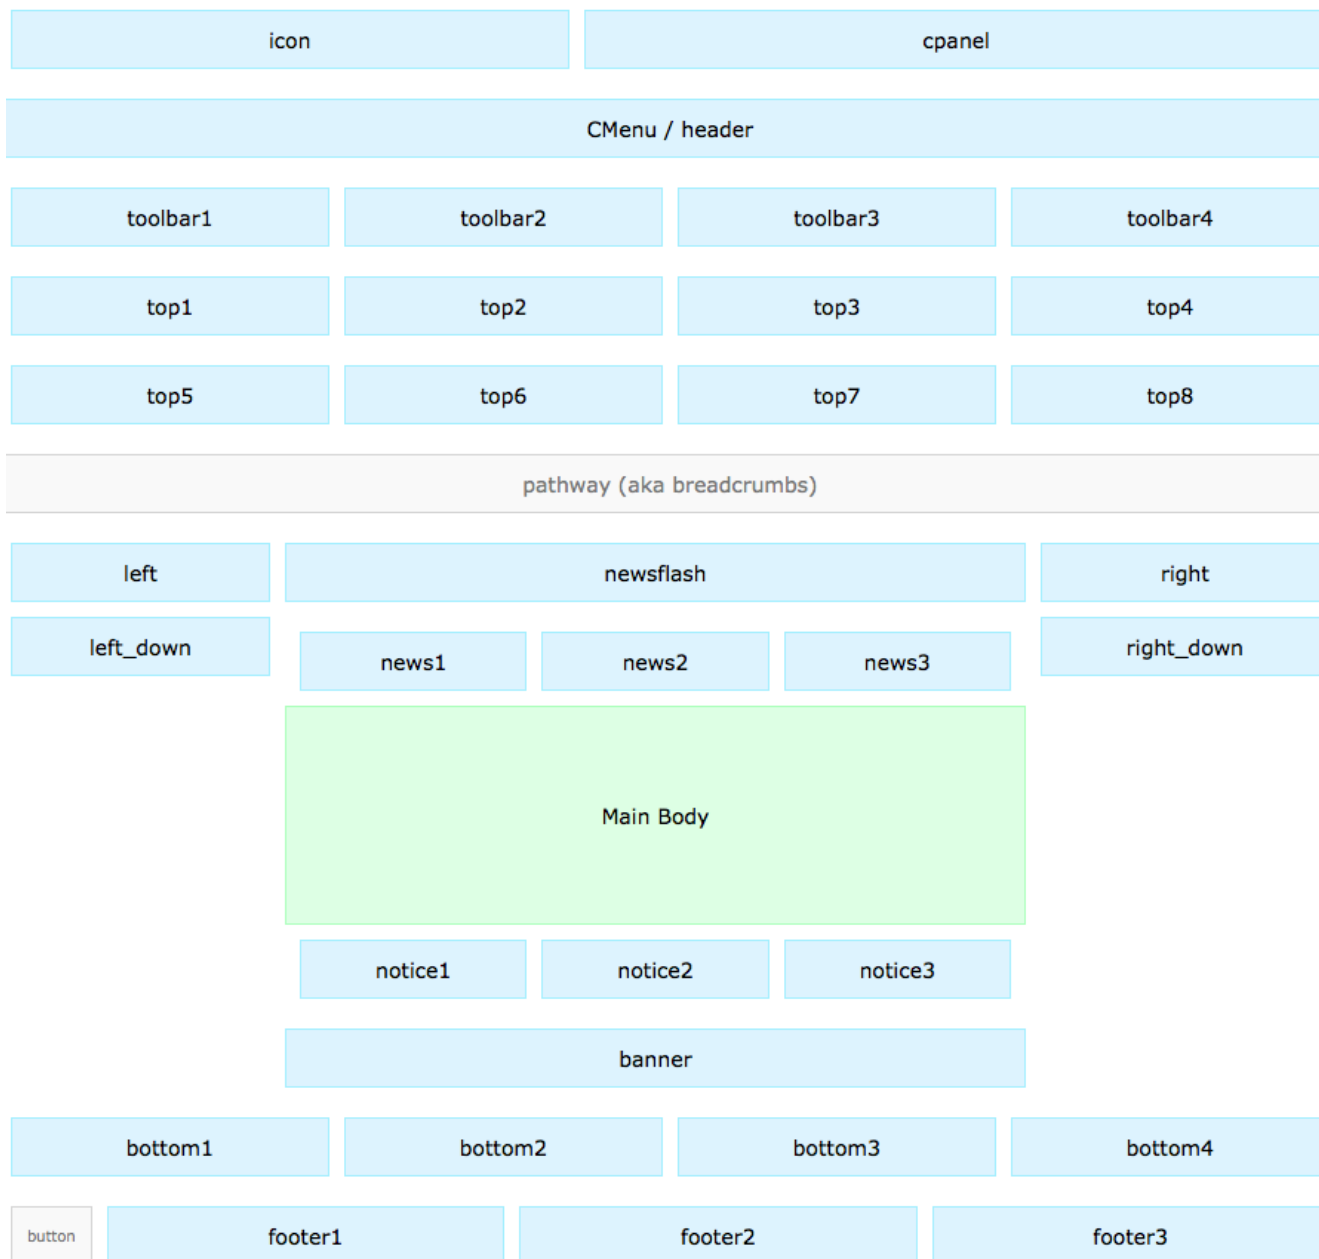 icon cpanel
CMenu / header
toolbar1 toolbar2 toolbar3 toolbar4
top1 top2 top3 top4
top5 top6 top7 top8
pathway (aka breadcrumbs)
left newsflash right
left_down news1 news2 news3 right_down
Main Body
notice1 notice2 notice3
banner
bottom1 bottom2 bottom3 bottom4
button footer1 footer2 footer3